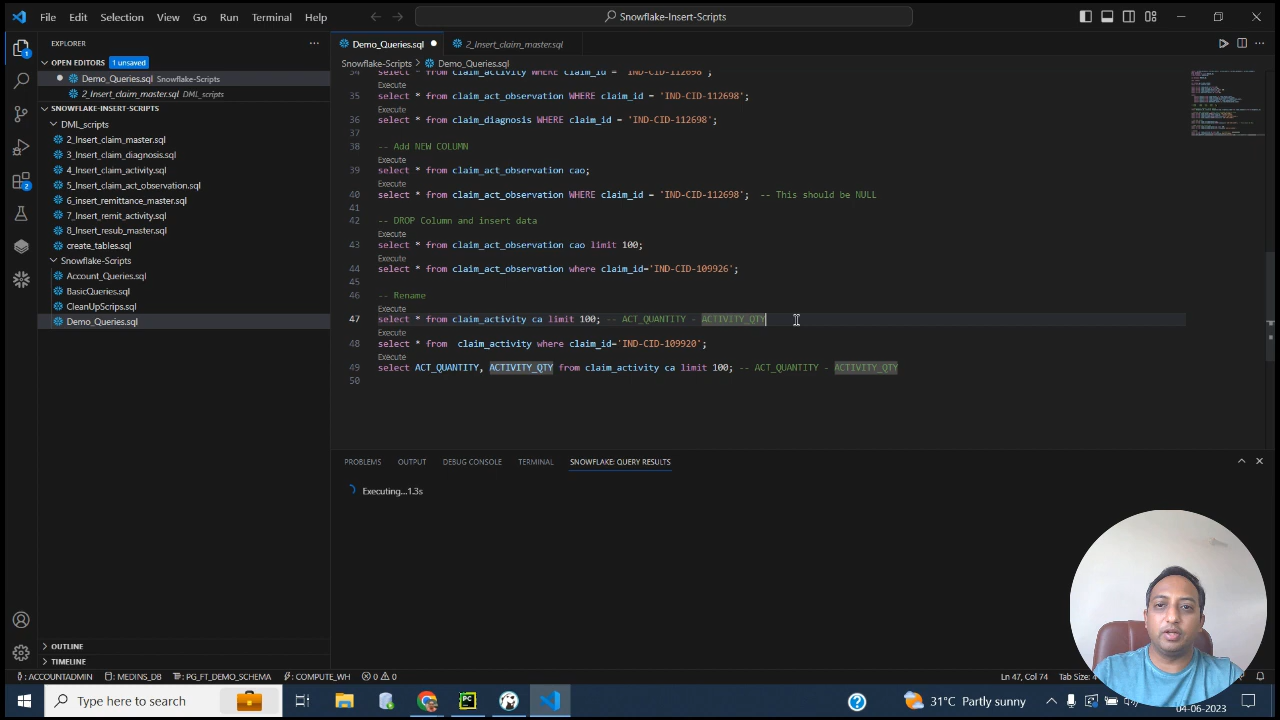 File Edit Selection View Go Run Terminal Help
Snowflake-Insert-Scripts
EXPLORER
Demo_Queries.sql
2_Insert_claim_master.sql
OPEN EDITORS 1 unsaved
Snowflake-Scripts > Demo_Queries.sql
Demo_Queries.sql Snowflake-Scripts
2_Insert_claim_master.sql DML_scripts
SNOWFLAKE-INSERT-SCRIPTS
DML_scripts
2_Insert_claim_master.sql
3_Insert_claim_diagnosis.sql
4_Insert_claim_activity.sql
5_Insert_claim_act_observation.sql
6_Insert_remittance_master.sql
7_Insert_remit_activity.sql
8_Insert_resub_master.sql
create_tables.sql
Snowflake-Scripts
Account_Queries.sql
BasicQueries.sql
CleanUpScrips.sql
Demo_Queries.sql
OUTLINE
TIMELINE
34 select * from claim_activity WHERE claim_id = 'IND-CID-112698';
Execute
35 select * from claim_observation WHERE claim_id = 'IND-CID-112698';
Execute
36 select * from claim_diagnosis WHERE claim_id = 'IND-CID-112698';
37
38 -- Add NEW COLUMN
Execute
39 select * from claim_act_observation cao;
Execute
40 select * from claim_act_observation WHERE claim_id = 'IND-CID-112698'; -- This should be NULL
41
42 -- DROP Column and insert data
Execute
43 select * from claim_act_observation cao limit 100;
Execute
44 select * from claim_act_observation where claim_id='IND-CID-109926';
45
46 -- Rename
Execute
47 select * from claim_activity ca limit 100; -- ACT_QUANTITY - ACTIVITY_QTY
Execute
48 select * from claim_activity where claim_id='IND-CID-109920';
Execute
49 select ACT_QUANTITY, ACTIVITY_QTY from claim_activity ca limit 100; -- ACT_QUANTITY - ACTIVITY_QTY
50
PROBLEMS OUTPUT DEBUG CONSOLE TERMINAL SNOWFLAKE: QUERY RESULTS
Executing...1.3s
:ACCOUNTADMIN :MEDINS_DB :PG_FT_DEMO_SCHEMA :COMPUTE_WH 0 0
Ln 47, Col 74 Tab Size:
Type here to search
31°C Partly sunny
04-06-2023